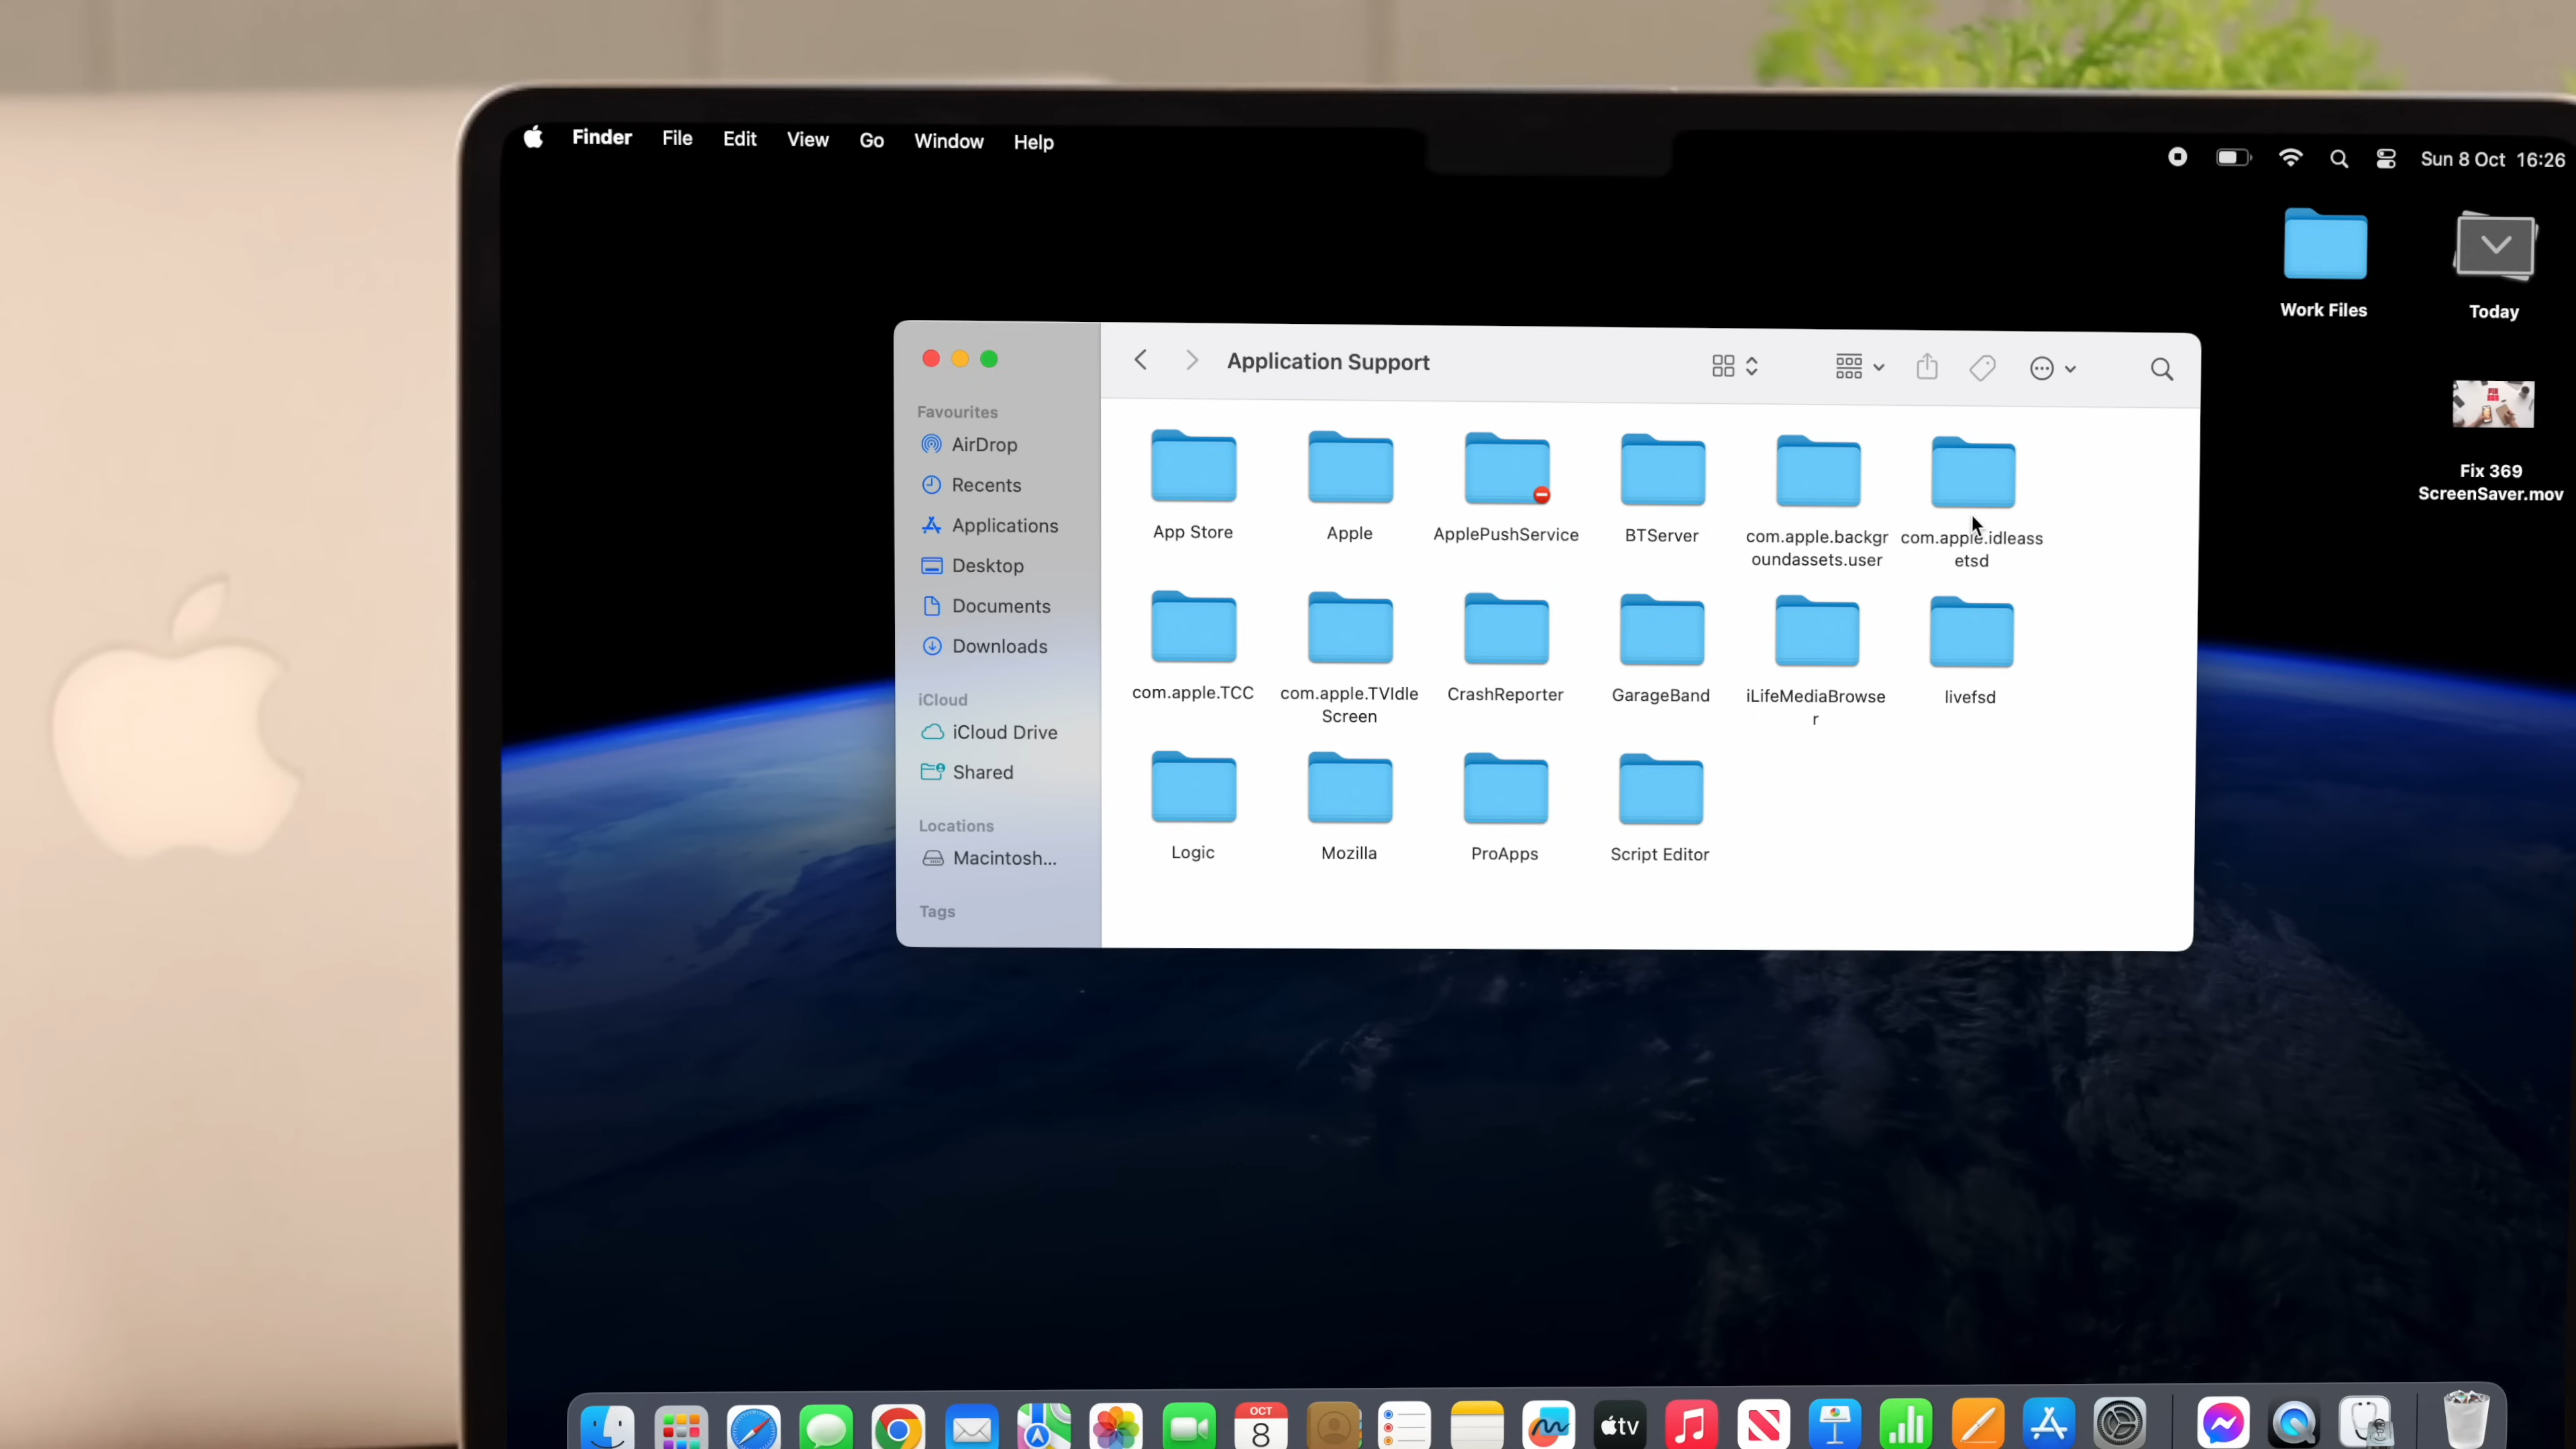 Finder File Edit View Go Window Help
Sun 8 Oct 16:26
Work Files
Today
Fix 369
ScreenSaver.mov
Application Support
Favourites
AirDrop
Recents
Applications
Desktop
Documents
Downloads
iCloud
iCloud Drive
Shared
Locations
Macintosh...
Tags
App Store
Apple
ApplePushService
BTServer
com.apple.backgr
oundassets.user
com.apple.idleass
etsd
com.apple.TCC
com.apple.TVIdle
Screen
CrashReporter
GarageBand
iLifeMediaBrowse
r
livefsd
Logic
Mozilla
ProApps
Script Editor
OCT
8
tv